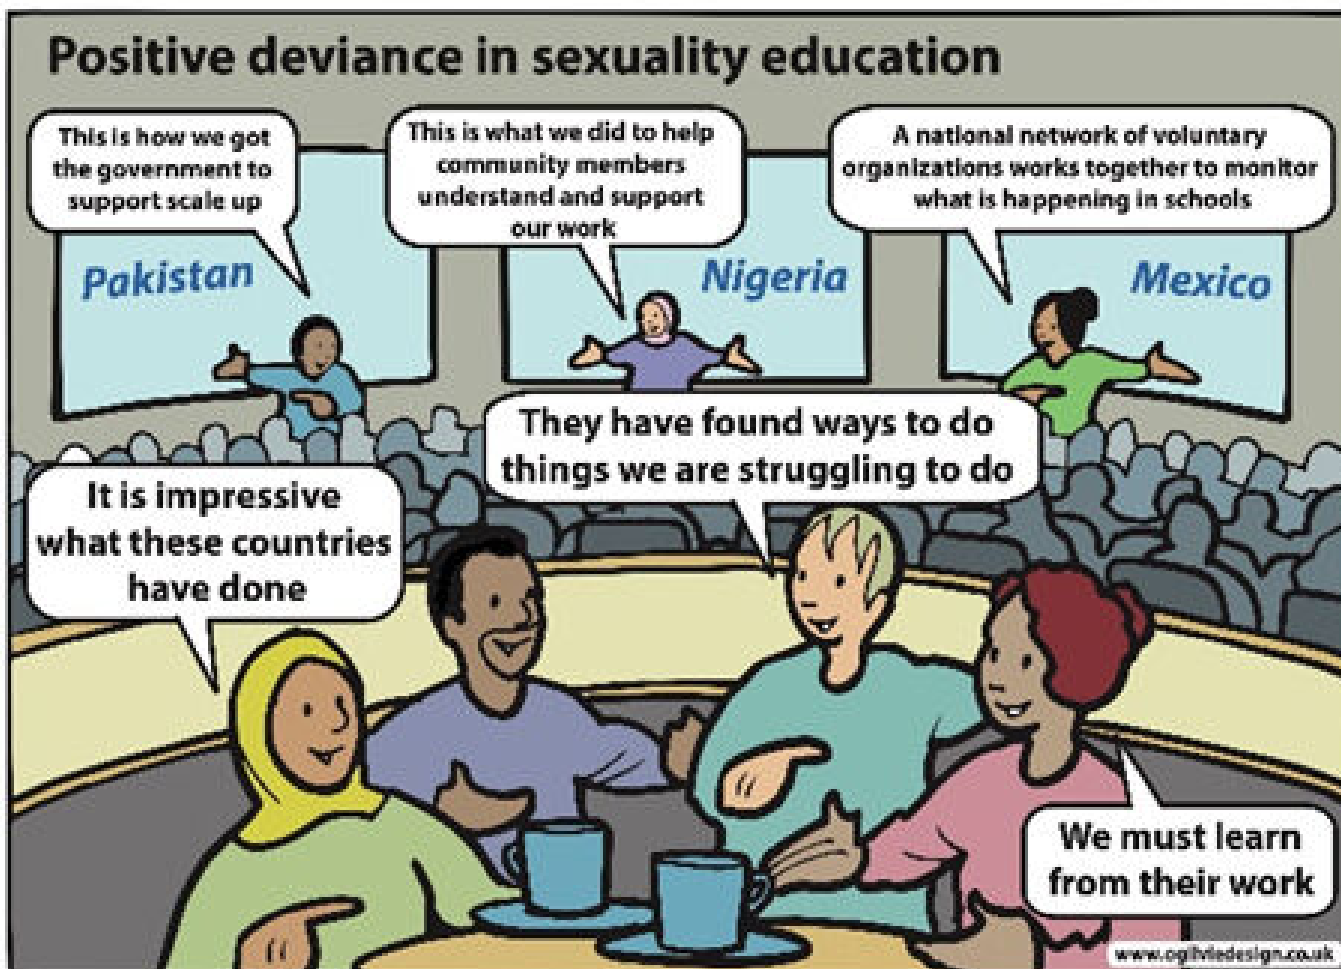 Positive deviance in sexuality education
This is how we got
the government to
support scale up
This is what we did to help
community members
understand and support
our work
A national network of voluntary
organizations works together to monitor
what is happening in schools
Pakistan
Nigeria
Mexico
They have found ways to do
things we are struggling to do
It is impressive
what these countries
have done
We must learn
from their work
www.ogilviedesign.co.uk